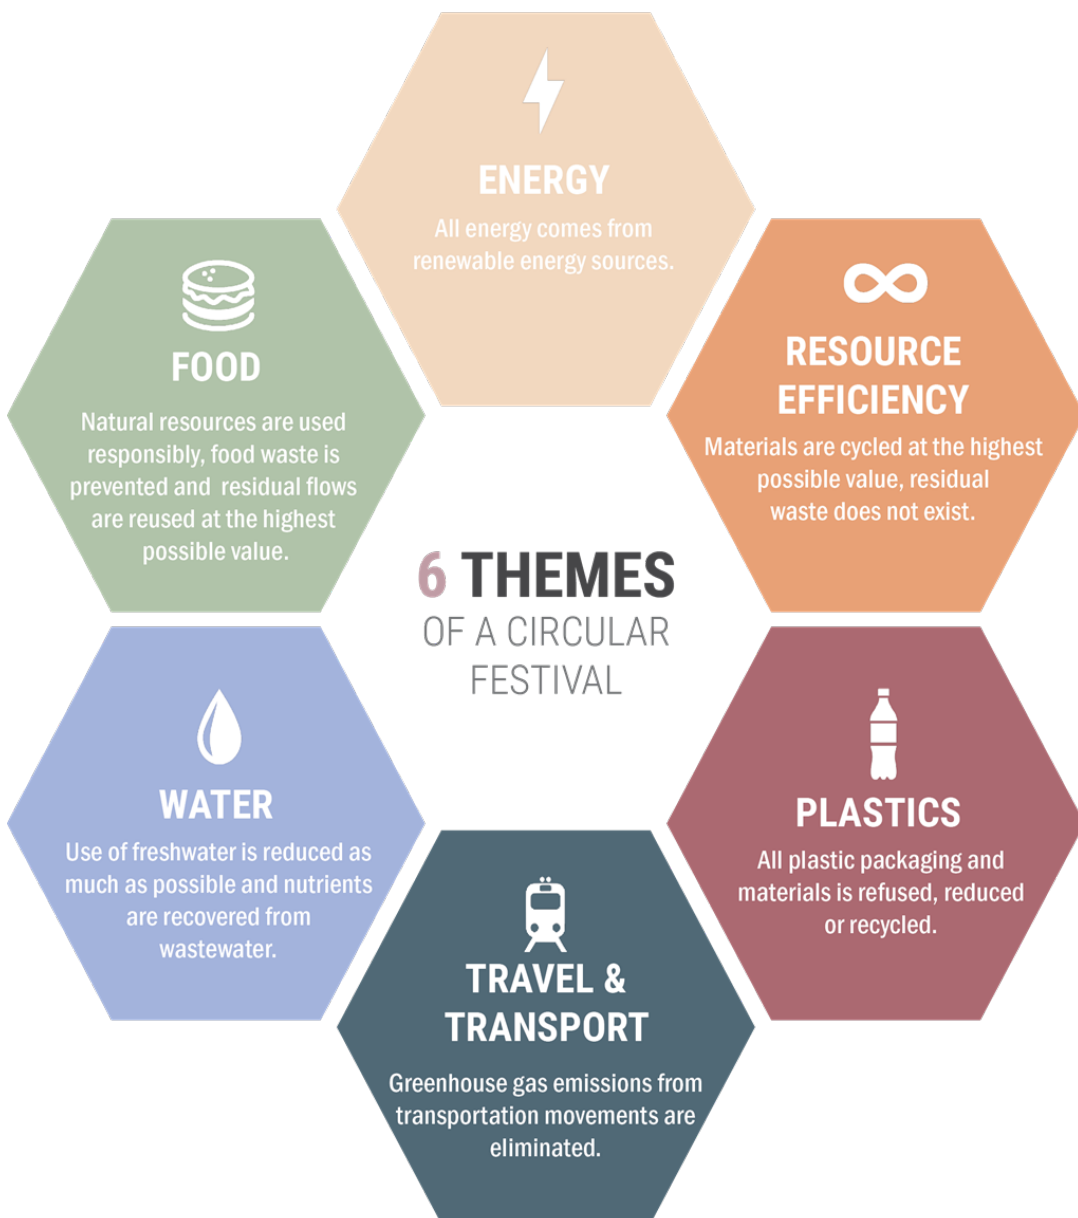 ENERGY
All energy comes from
renewable energy sources.
FOOD
Natural resources are used
responsibly, food waste is
prevented and residual flows
are reused at the highest
possible value.
RESOURCE
EFFICIENCY
Materials are cycled at the highest
possible value, residual
waste does not exist.
6 THEMES
OF A CIRCULAR
FESTIVAL
WATER
Use of freshwater is reduced as
much as possible and nutrients
are recovered from
wastewater.
PLASTICS
All plastic packaging and
materials is refused, reduced
or recycled.
TRAVEL &
TRANSPORT
Greenhouse gas emissions from
transportation movements are
eliminated.